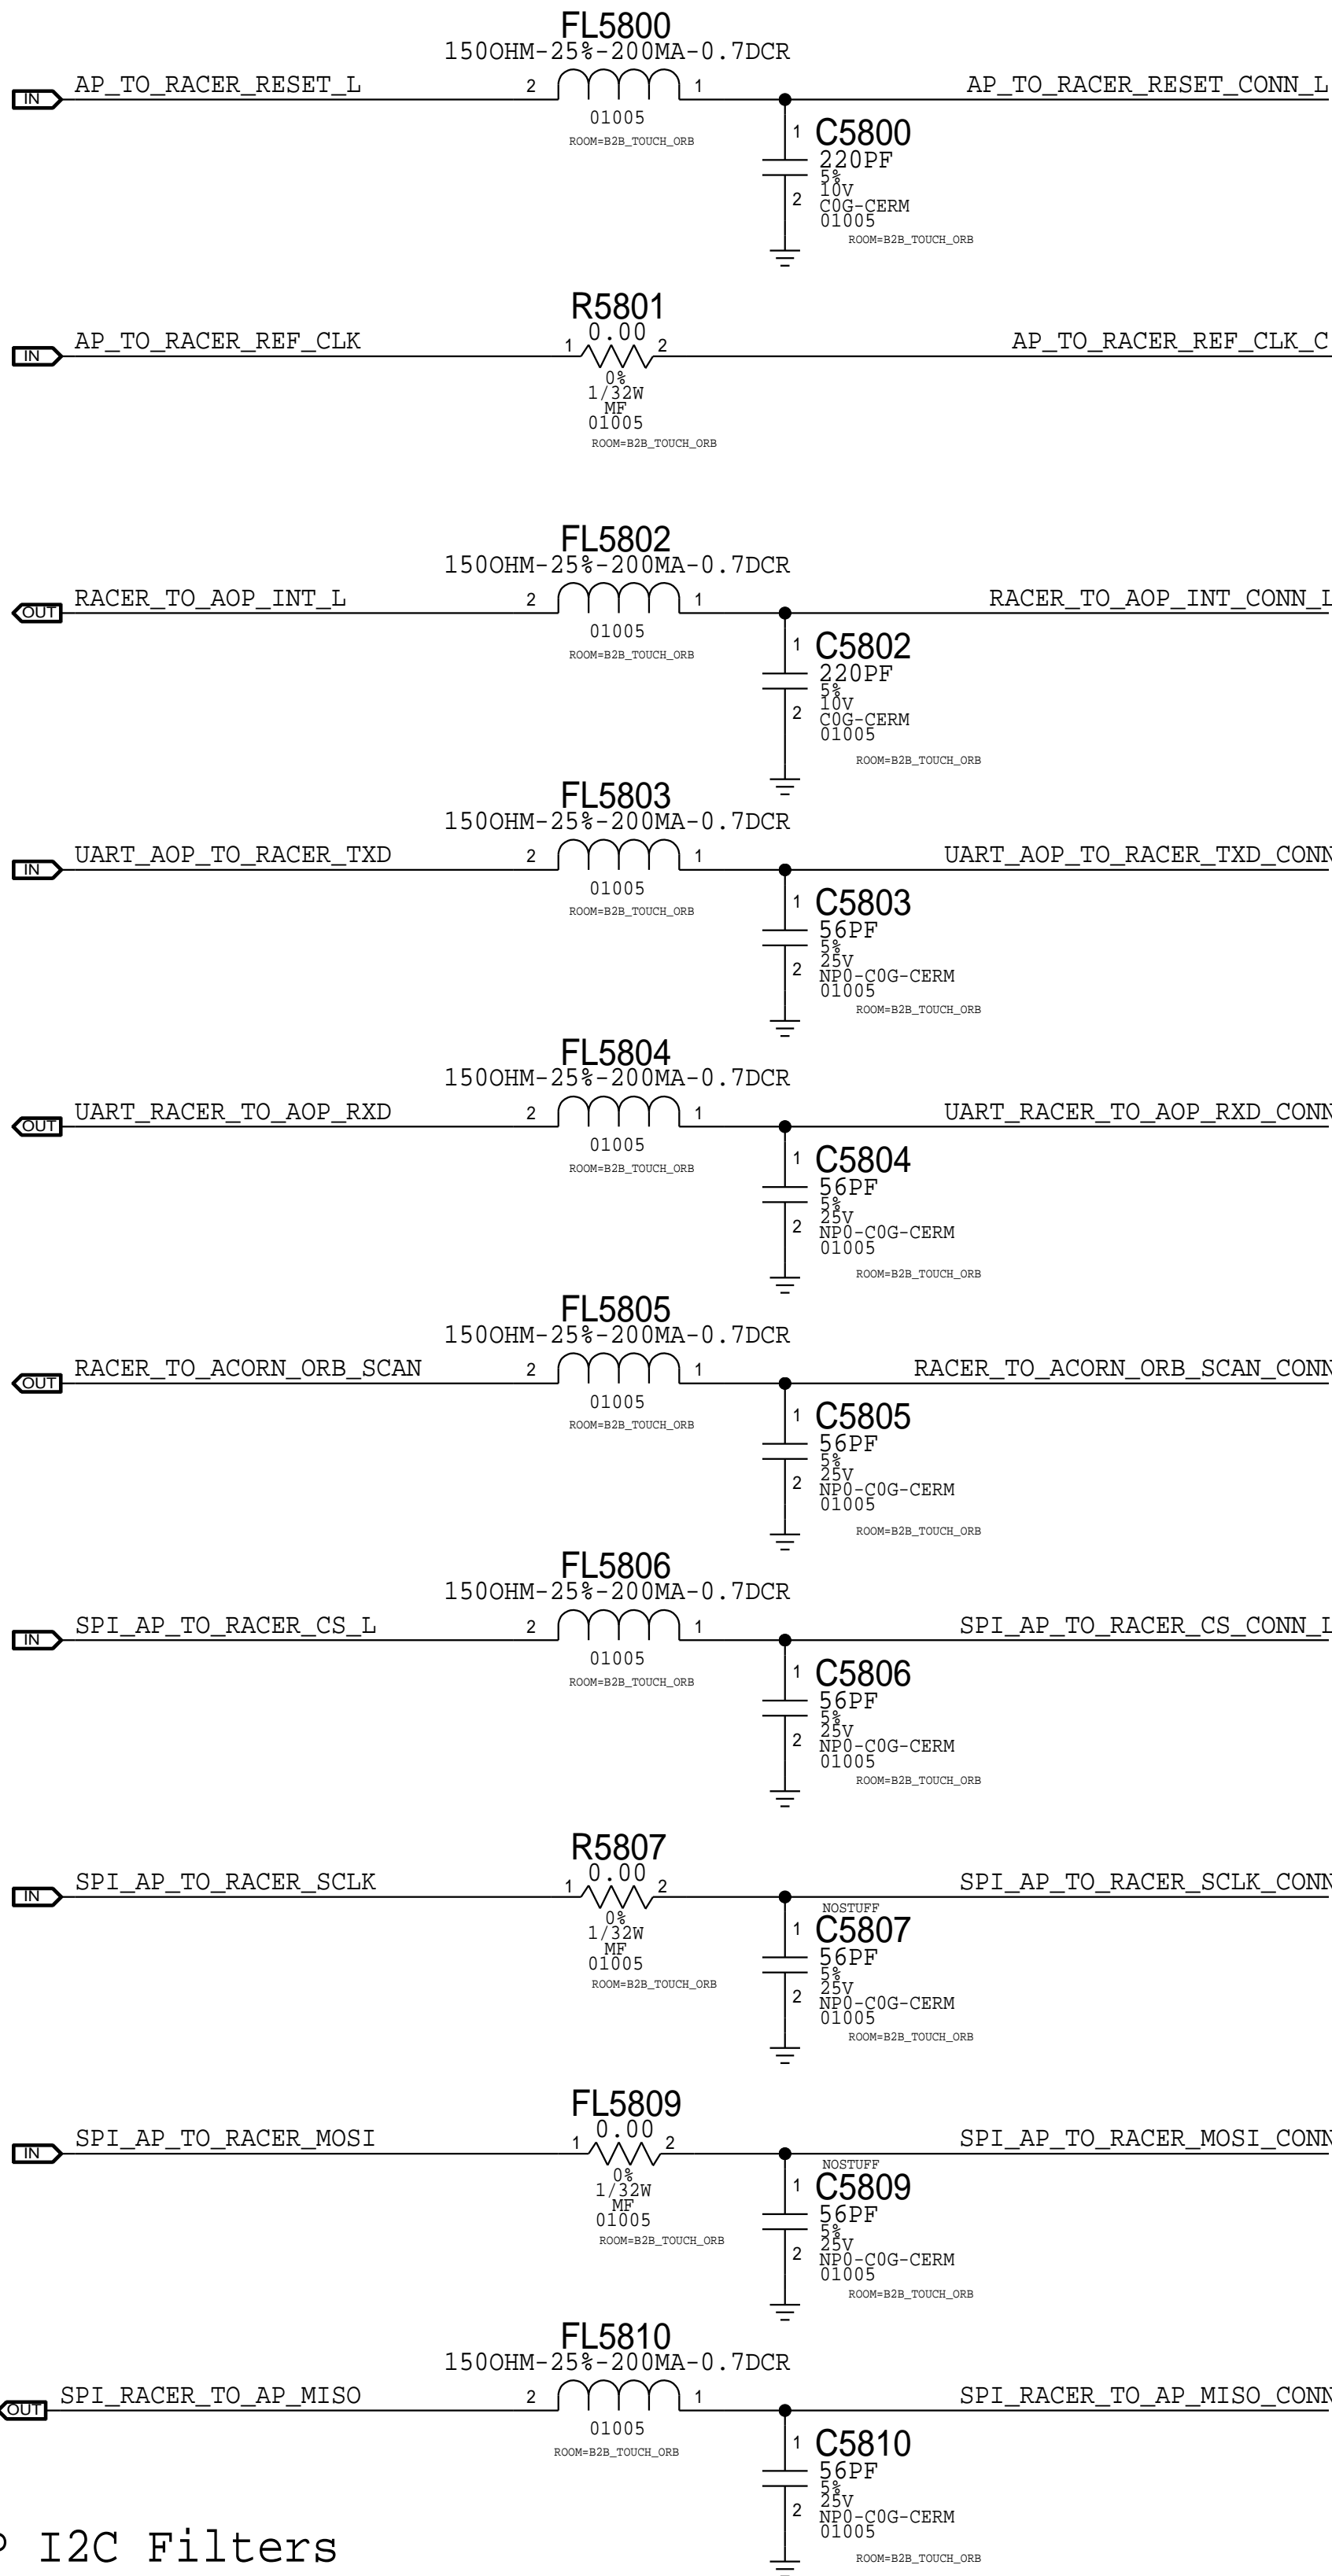 FL5800
150OHM-25%-200MA-0.7DCR
IN AP_TO_RACER_RESET_L 2 1 AP_TO_RACER_RESET_CONN_L
01005
ROOM=B2B_TOUCH_ORB
1 C5800
220PF
5%
10V
2 C0G-CERM
01005
ROOM=B2B_TOUCH_ORB
R5801
0.00
IN AP_TO_RACER_REF_CLK 1 2 AP_TO_RACER_REF_CLK_C
0%
1/32W
MF
01005
ROOM=B2B_TOUCH_ORB
FL5802
150OHM-25%-200MA-0.7DCR
OUT RACER_TO_AOP_INT_L 2 1 RACER_TO_AOP_INT_CONN_L
01005
ROOM=B2B_TOUCH_ORB
1 C5802
220PF
5%
10V
2 C0G-CERM
01005
ROOM=B2B_TOUCH_ORB
FL5803
150OHM-25%-200MA-0.7DCR
IN UART_AOP_TO_RACER_TXD 2 1 UART_AOP_TO_RACER_TXD_CONN
01005
ROOM=B2B_TOUCH_ORB
1 C5803
56PF
5%
25V
2 NP0-C0G-CERM
01005
ROOM=B2B_TOUCH_ORB
FL5804
150OHM-25%-200MA-0.7DCR
OUT UART_RACER_TO_AOP_RXD 2 1 UART_RACER_TO_AOP_RXD_CONN
01005
ROOM=B2B_TOUCH_ORB
1 C5804
56PF
5%
25V
2 NP0-C0G-CERM
01005
ROOM=B2B_TOUCH_ORB
FL5805
150OHM-25%-200MA-0.7DCR
OUT RACER_TO_ACORN_ORB_SCAN 2 1 RACER_TO_ACORN_ORB_SCAN_CONN
01005
ROOM=B2B_TOUCH_ORB
1 C5805
56PF
5%
25V
2 NP0-C0G-CERM
01005
ROOM=B2B_TOUCH_ORB
FL5806
150OHM-25%-200MA-0.7DCR
IN SPI_AP_TO_RACER_CS_L 2 1 SPI_AP_TO_RACER_CS_CONN_L
01005
ROOM=B2B_TOUCH_ORB
1 C5806
56PF
5%
25V
2 NP0-C0G-CERM
01005
ROOM=B2B_TOUCH_ORB
R5807
0.00
IN SPI_AP_TO_RACER_SCLK 1 2 SPI_AP_TO_RACER_SCLK_CONN
0%
1/32W
MF
01005
ROOM=B2B_TOUCH_ORB
NOSTUFF
1 C5807
56PF
5%
25V
2 NP0-C0G-CERM
01005
ROOM=B2B_TOUCH_ORB
FL5809
0.00
IN SPI_AP_TO_RACER_MOSI 1 2 SPI_AP_TO_RACER_MOSI_CONN
0%
1/32W
MF
01005
ROOM=B2B_TOUCH_ORB
NOSTUFF
1 C5809
56PF
5%
25V
2 NP0-C0G-CERM
01005
ROOM=B2B_TOUCH_ORB
FL5810
150OHM-25%-200MA-0.7DCR
OUT SPI_RACER_TO_AP_MISO 2 1 SPI_RACER_TO_AP_MISO_CONN
01005
ROOM=B2B_TOUCH_ORB
1 C5810
56PF
5%
25V
2 NP0-C0G-CERM
01005
ROOM=B2B_TOUCH_ORB
P I2C Filters